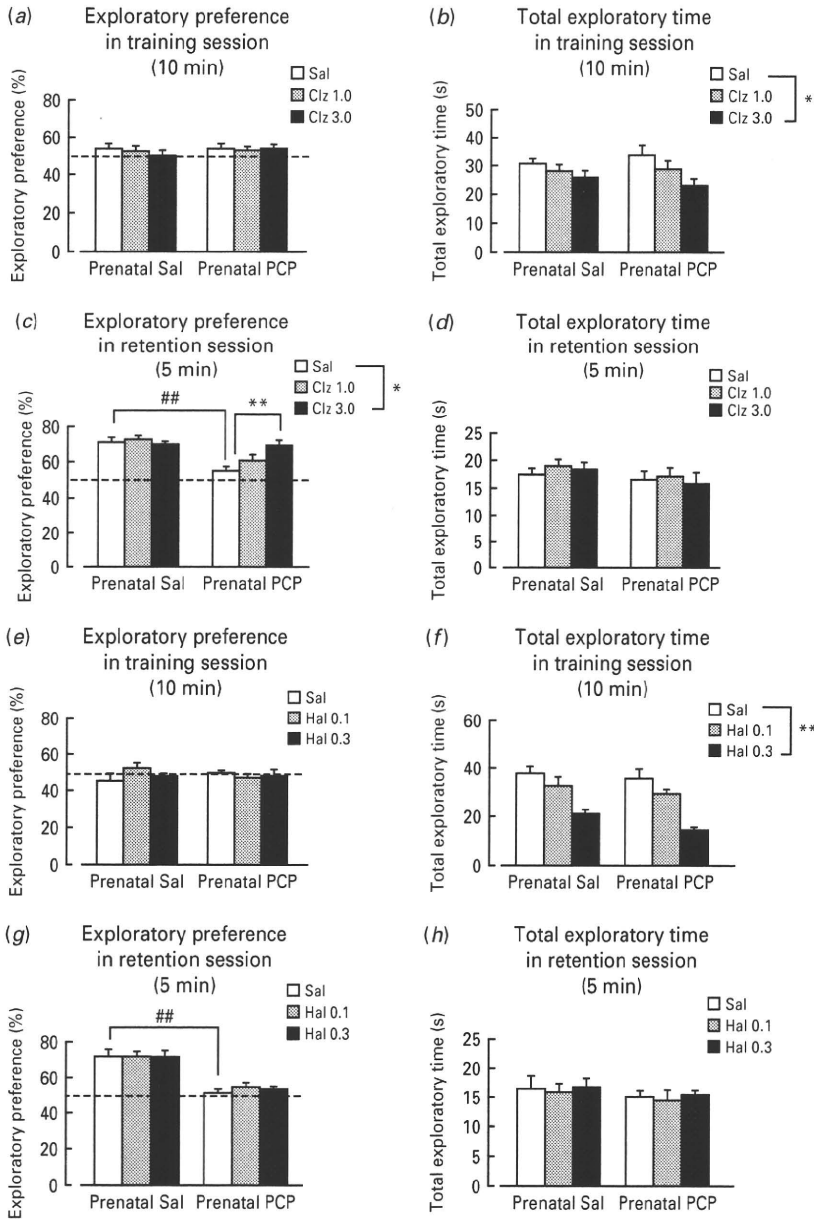 (a) Exploratory preference
in training session
(10 min)
Sal
Clz 1.0
Clz 3.0
Exploratory preference (%)
80
60
40
20
0
Prenatal Sal Prenatal PCP
(b) Total exploratory time
in training session
(10 min)
Sal
Clz 1.0
Clz 3.0
*
Total exploratory time (s)
50
40
30
20
10
0
Prenatal Sal Prenatal PCP
(c) Exploratory preference
in retention session
(5 min)
Sal
Clz 1.0
Clz 3.0
*
##
**
Exploratory preference (%)
80
60
40
20
0
Prenatal Sal Prenatal PCP
(d) Total exploratory time
in retention session
(5 min)
Sal
Clz 1.0
Clz 3.0
Total exploratory time (s)
25
20
15
10
5
0
Prenatal Sal Prenatal PCP
(e) Exploratory preference
in training session
(10 min)
Sal
Hal 0.1
Hal 0.3
Exploratory preference (%)
80
60
40
20
0
Prenatal Sal Prenatal PCP
(f) Total exploratory time
in training session
(10 min)
Sal
Hal 0.1
Hal 0.3
**
Total exploratory time (s)
60
40
20
0
Prenatal Sal Prenatal PCP
(g) Exploratory preference
in retention session
(5 min)
Sal
Hal 0.1
Hal 0.3
##
Exploratory preference (%)
80
60
40
20
0
Prenatal Sal Prenatal PCP
(h) Total exploratory time
in retention session
(5 min)
Sal
Hal 0.1
Hal 0.3
Total exploratory time (s)
25
20
15
10
5
0
Prenatal Sal Prenatal PCP